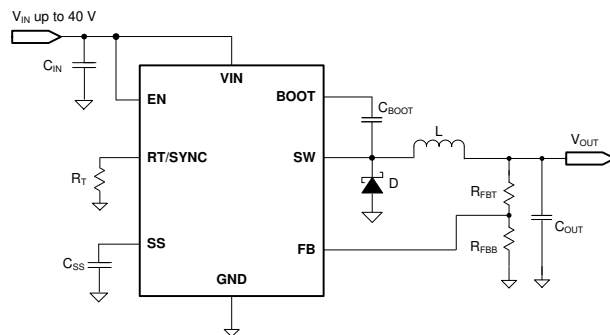 V_IN up to 40 V
C_IN
VIN
EN
BOOT
C_BOOT
L
V_OUT
RT/SYNC
SW
R_T
D
R_FBT
C_OUT
SS
FB
R_FBB
C_SS
GND